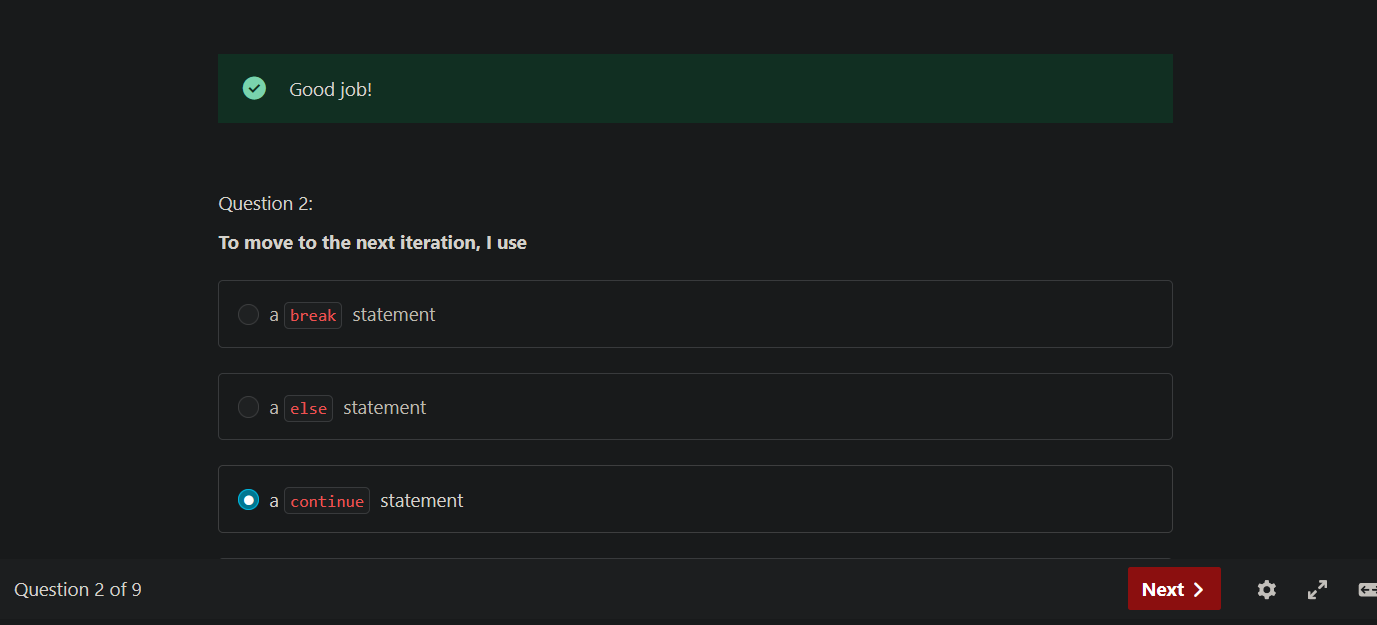 Good job!
Question 2:
To move to the next iteration, I use
a break statement
a else statement
a continue statement
Question 2 of 9
Next